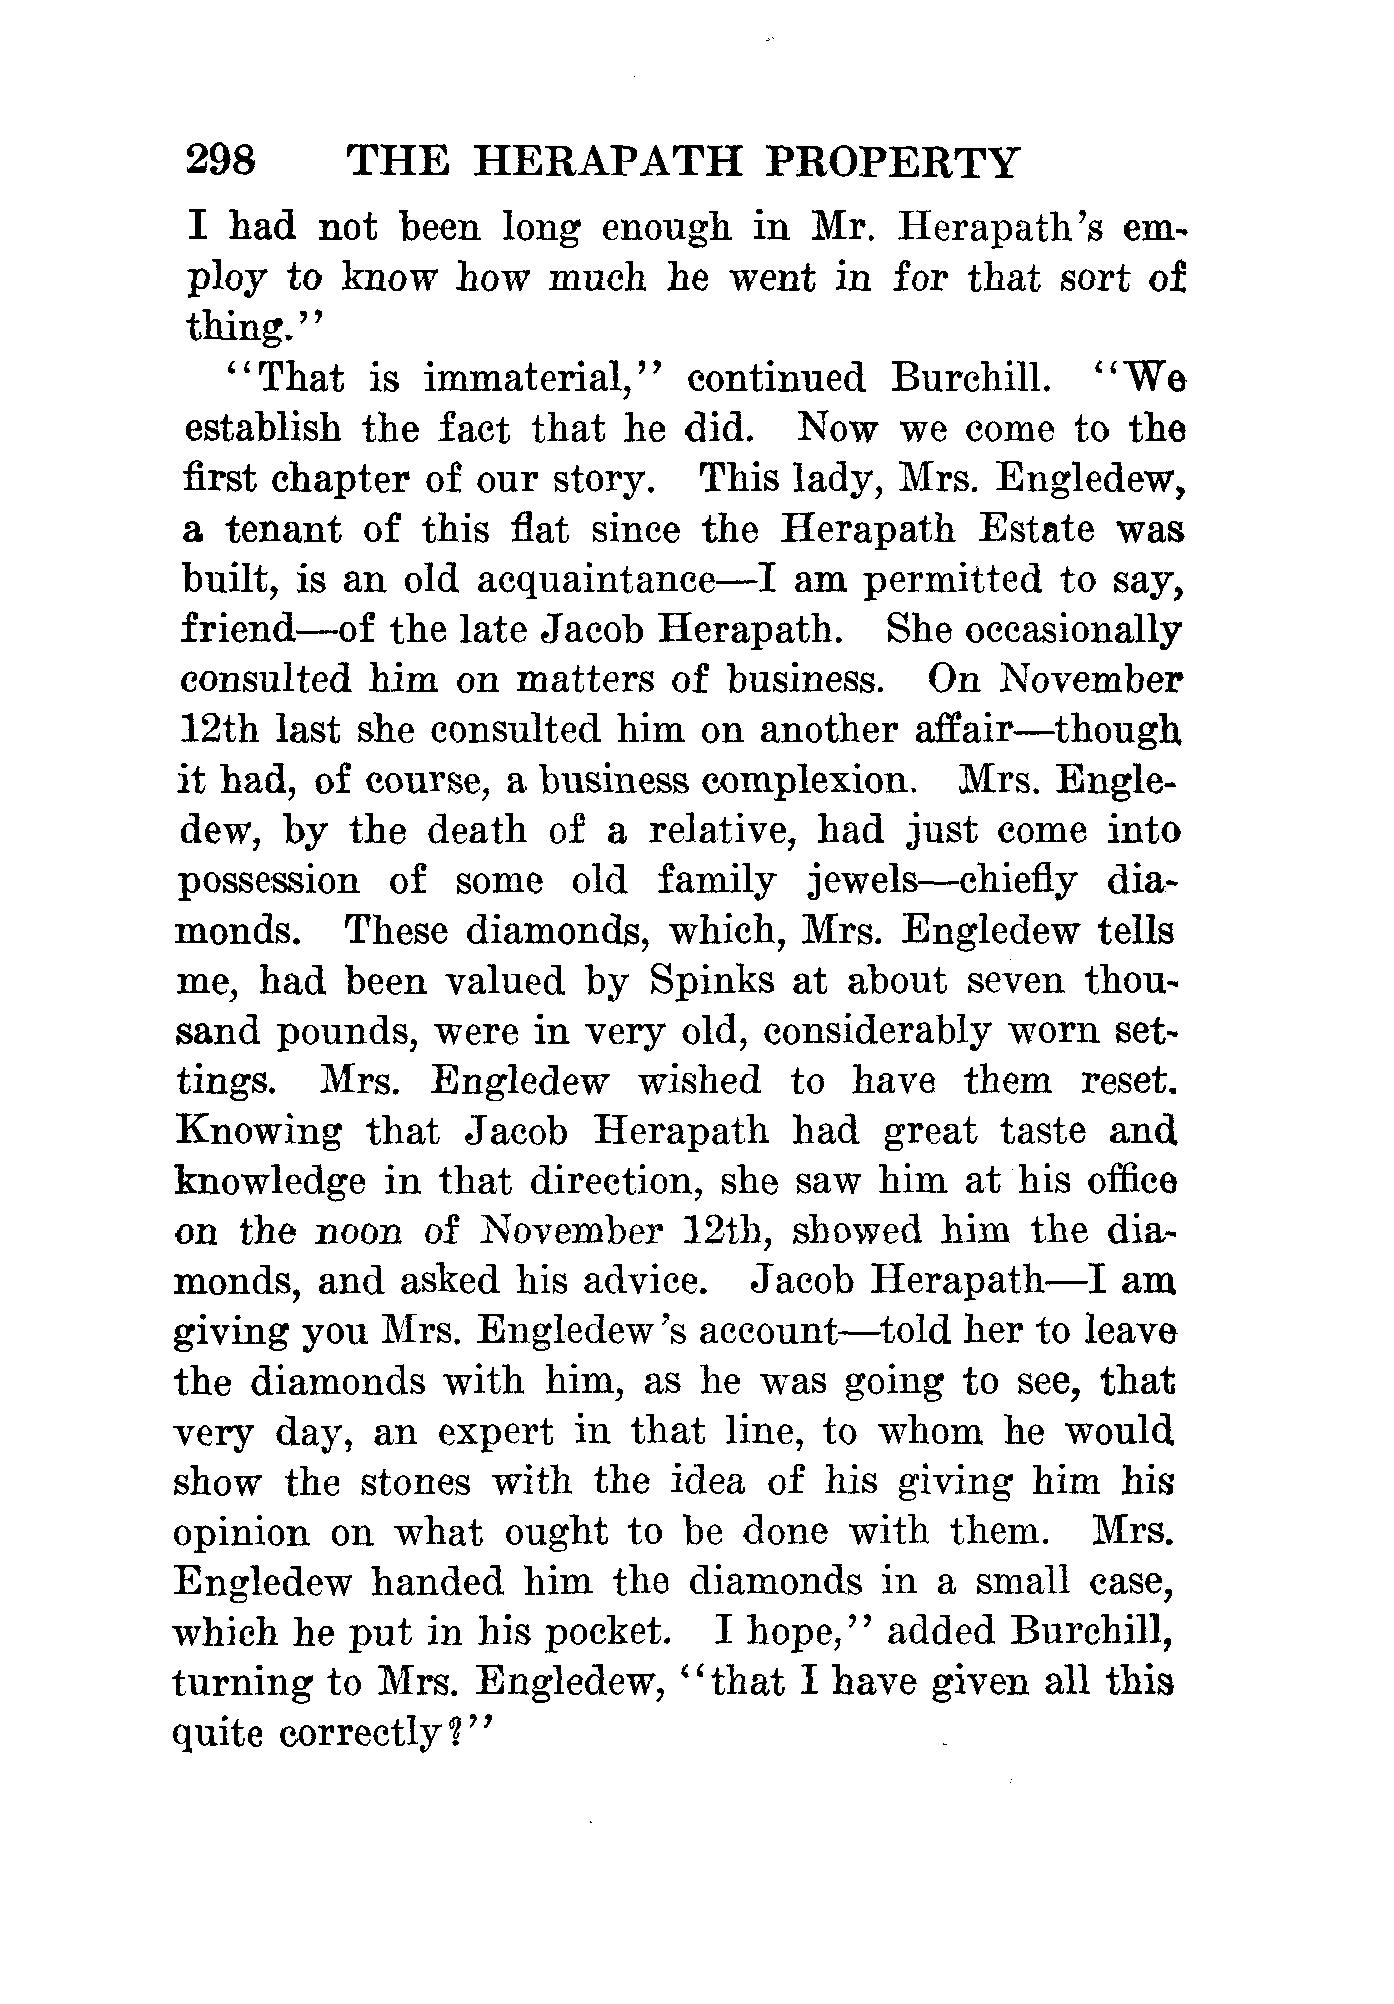 298 THE HERAPATH PROPERTY
I had not been long enough in Mr. Herapath's em-
ploy to know how much he went in for that sort of
thing."
"That is immaterial," continued Burchill. "We
establish the fact that he did. Now we come to the
first chapter of our story. This lady, Mrs. Engledew,
a tenant of this flat since the Herapath Estate was
built, is an old acquaintance—I am permitted to say,
friend—of the late Jacob Herapath. She occasionally
consulted him on matters of business. On November
12th last she consulted him on another affair—though
it had, of course, a business complexion. Mrs. Engle-
dew, by the death of a relative, had just come into
possession of some old family jewels—chiefly dia-
monds. These diamonds, which, Mrs. Engledew tells
me, had been valued by Spinks at about seven thou-
sand pounds, were in very old, considerably worn set-
tings. Mrs. Engledew wished to have them reset.
Knowing that Jacob Herapath had great taste and
knowledge in that direction, she saw him at his office
on the noon of November 12th, showed him the dia-
monds, and asked his advice. Jacob Herapath—I am
giving you Mrs. Engledew's account—told her to leave
the diamonds with him, as he was going to see, that
very day, an expert in that line, to whom he would
show the stones with the idea of his giving him his
opinion on what ought to be done with them. Mrs.
Engledew handed him the diamonds in a small case,
which he put in his pocket. I hope," added Burchill,
turning to Mrs. Engledew, "that I have given all this
quite correctly?"